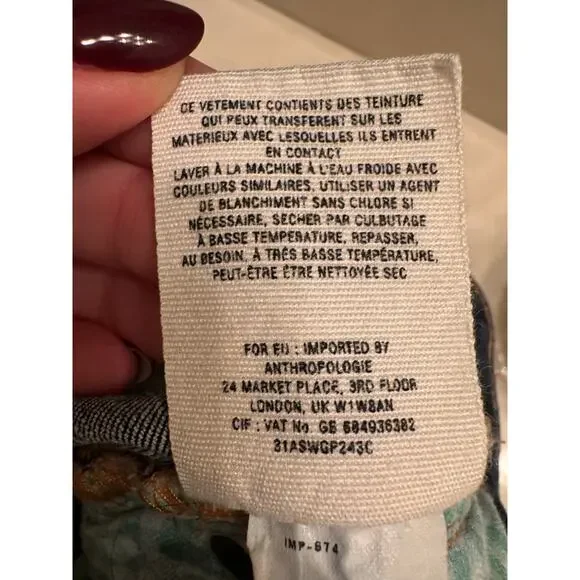 CE VETEMENT CONTIENTS DES TEINTURE
QUI PEUX TRANSFERENT SUR LES
MATERIEUX AVEC LESQUELLES ILS ENTRENT
EN CONTACT
LAVER À LA MACHINE À L'EAU FROIDE AVEC
COULEURS SIMILAIRES, UTILISER UN AGENT
DE BLANCHIMENT SANS CHLORE SI
NÉCESSAIRE, SECHER PAR CULBUTAGE
À BASSE TEMPERATURE, REPASSER,
AU BESOIN, À TRÈS BASSE TEMPÉRATURE,
PEUT-ÊTRE ÊTRE NETTOYÉE SEC
FOR EU : IMPORTED BY
ANTHROPOLOGIE
24 MARKET PLACE, 3RD FLOOR
LONDON, UK W1W8AN
CIF : VAT No. GB 684936382
31ASWGP243C
IMP-674